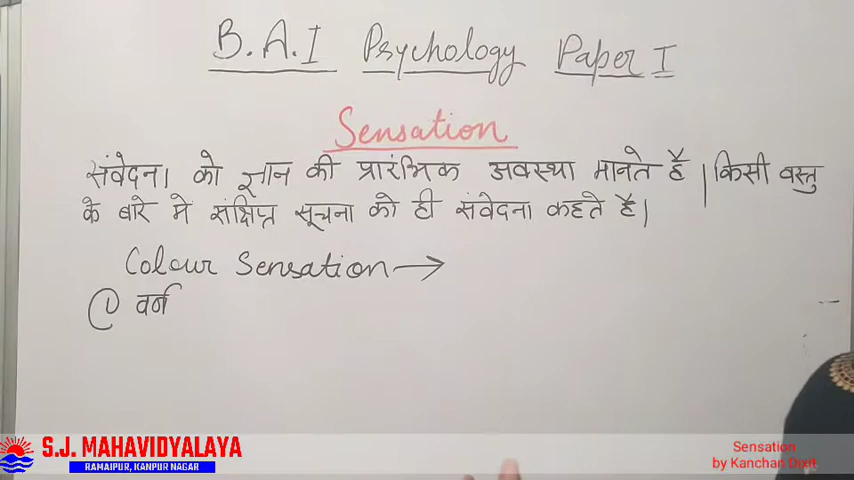 B.A.I Psychology Paper I
Sensation
संवेदना को ज्ञान की प्रारंभिक अवस्था मानते है | किसी वस्तु
के बारे मे संक्षिप्त सूचना को ही संवेदना कहते है |
Colour Sensation →
① वर्न
S.J. MAHAVIDYALAYA
RAMAIPUR, KANPUR NAGAR
Sensation
by Kanchan Dixit